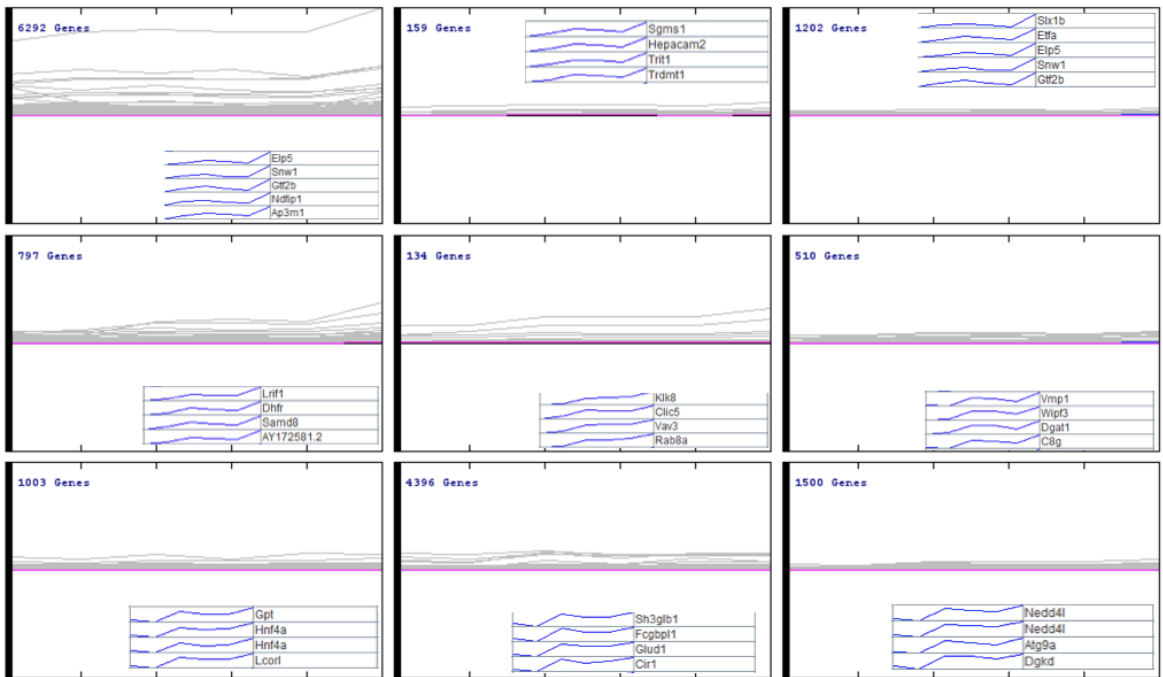 6292 Genes
Elp5
Snw1
Gtf2b
Ndfip1
Ap3m1
159 Genes
Sgms1
Hepacam2
Trit1
Trdmt1
1202 Genes
Slx1b
Etfa
Elp5
Snw1
Gtf2b
797 Genes
Lrif1
Dhfr
Samd8
AY172581.2
134 Genes
Klk8
Clic5
Vav3
Rab8a
510 Genes
Vmp1
Wipf3
Dgat1
C8g
1003 Genes
Gpt
Hnf4a
Hnf4a
Lcorl
4396 Genes
Sh3glb1
Fcgbpl1
Glud1
Cir1
1500 Genes
Nedd4l
Nedd4l
Atg9a
Dgkd